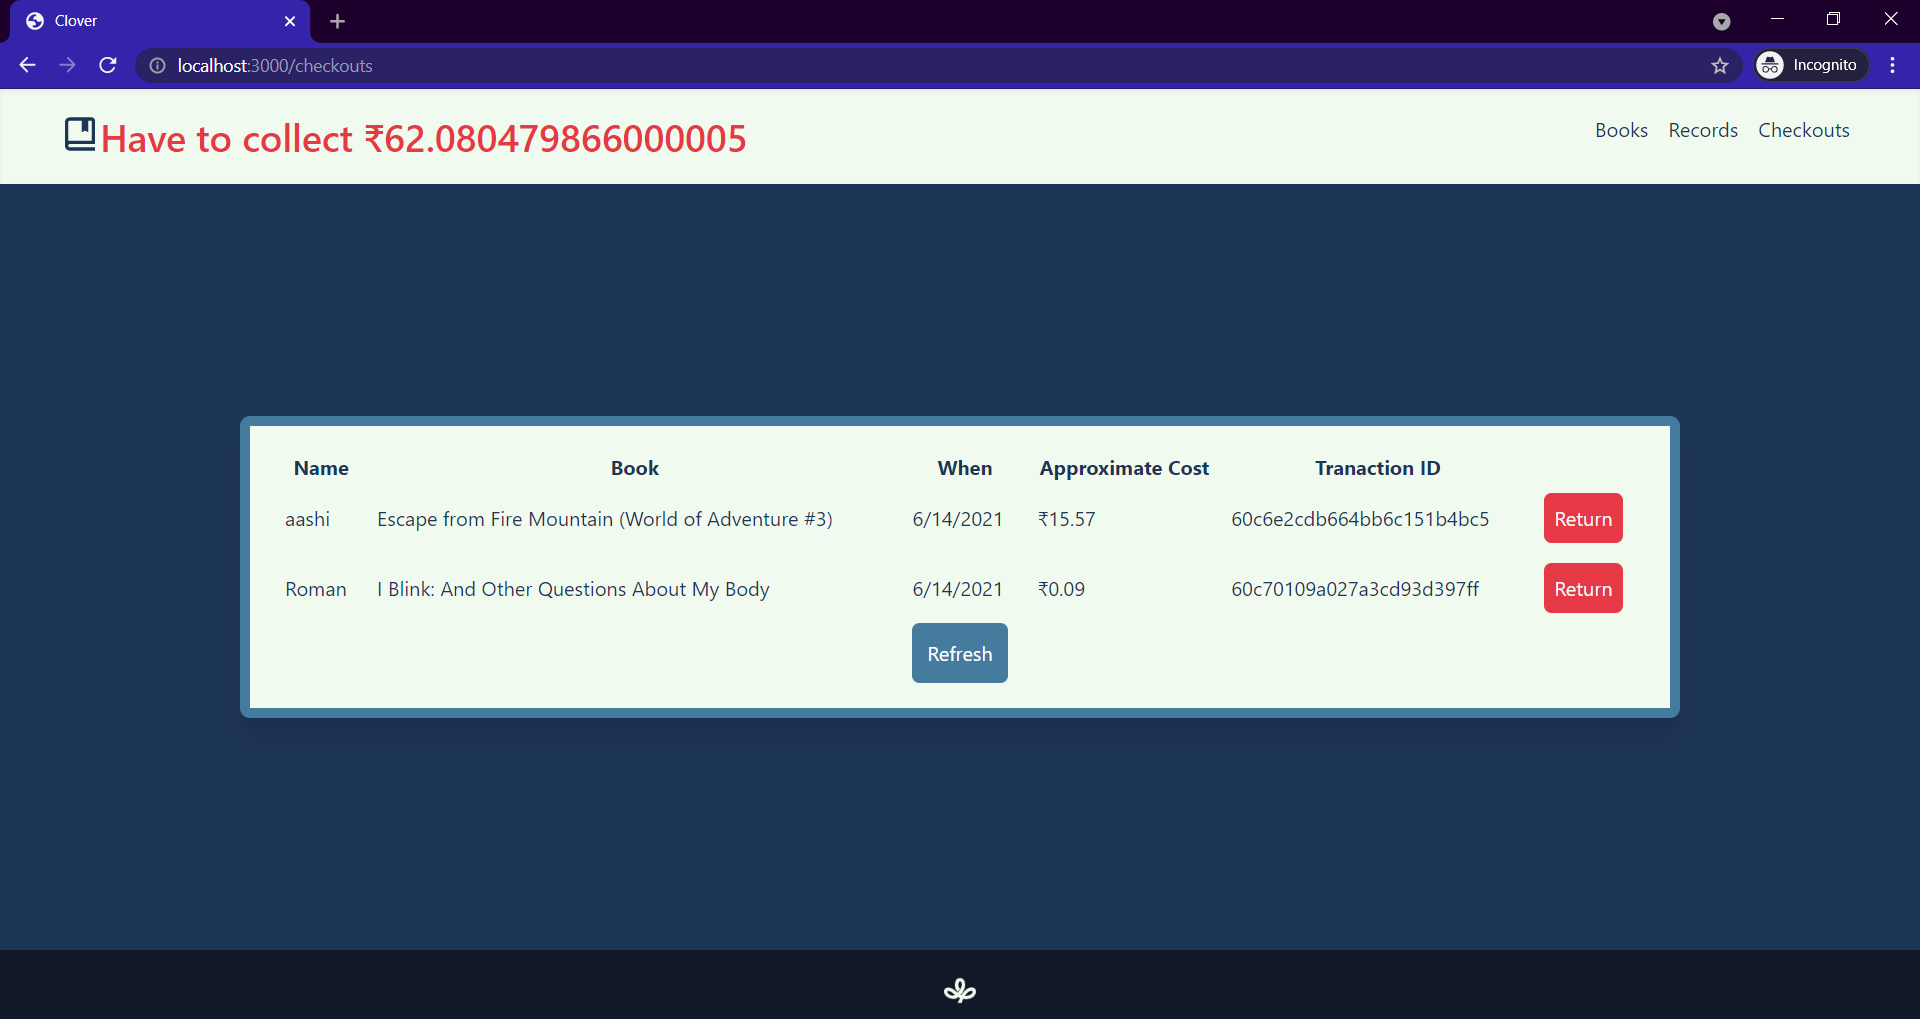 Clover
localhost:3000/checkouts
Incognito
Have to collect ₹62.080479866000005
Books Records Checkouts
Name Book When Approximate Cost Tranaction ID
aashi Escape from Fire Mountain (World of Adventure #3) 6/14/2021 ₹15.57 60c6e2cdb664bb6c151b4bc5 Return
Roman I Blink: And Other Questions About My Body 6/14/2021 ₹0.09 60c70109a027a3cd93d397ff Return
Refresh